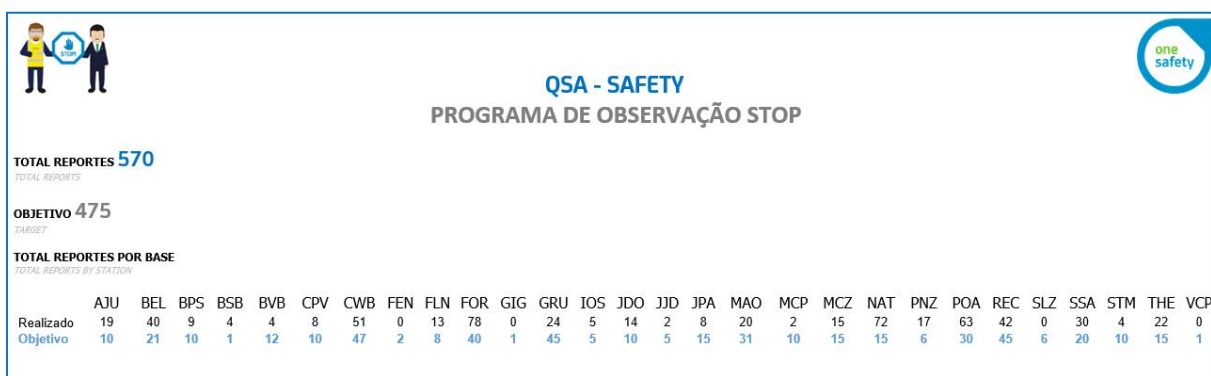 STOP!
one
safety
QSA - SAFETY
PROGRAMA DE OBSERVAÇÃO STOP
TOTAL REPORTES 570
TOTAL REPORTS
OBJETIVO 475
TARGET
TOTAL REPORTES POR BASE
TOTAL REPORTS BY STATION
AJU BEL BPS BSB BVB CPV CWB FEN FLN FOR GIG GRU IOS JDO JJD JPA MAO MCP MCZ NAT PNZ POA REC SLZ SSA STM THE VCP
Realizado 19 40 9 4 4 8 51 0 13 78 0 24 5 14 2 8 20 2 15 72 17 63 42 0 30 4 22 0
Objetivo 10 21 10 1 12 10 47 2 8 40 1 45 5 10 5 15 31 10 15 15 6 30 45 6 20 10 15 1